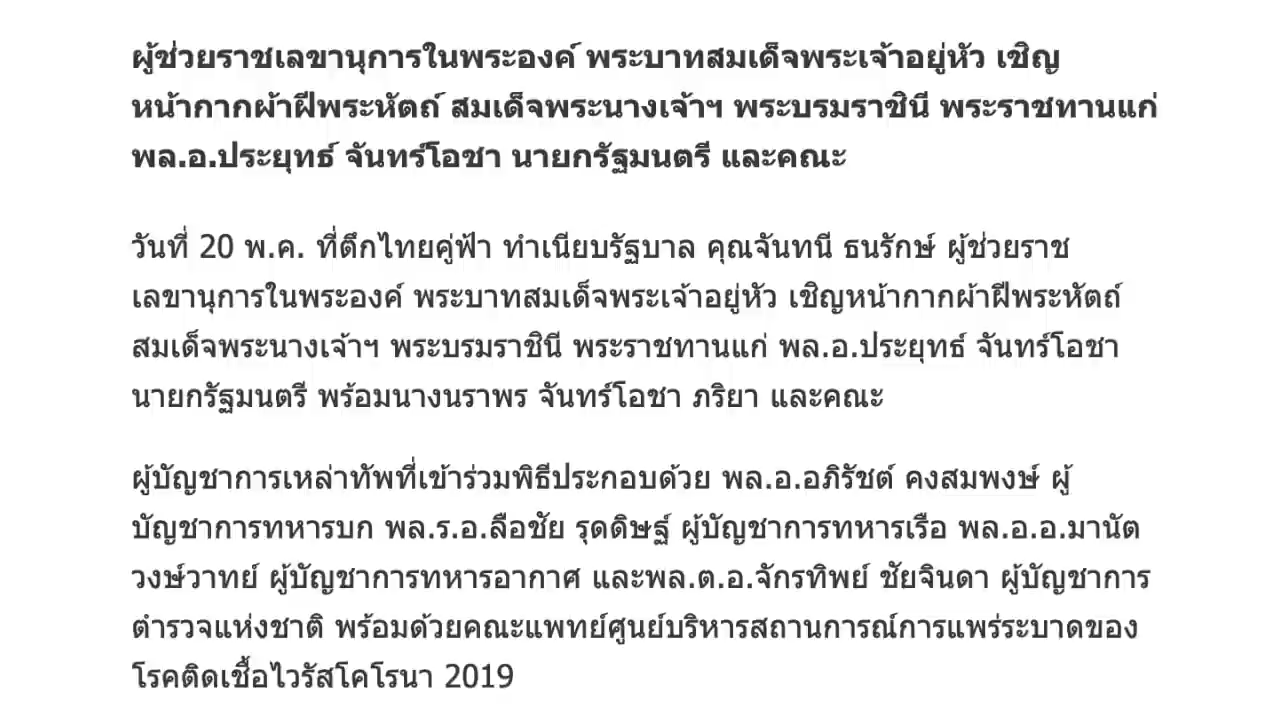 ผู้ช่วยราชเลขานุการในพระองค์ พระบาทสมเด็จพระเจ้าอยู่หัว เชิญ
หน้ากากผ้าฝีพระหัตถ์ สมเด็จพระนางเจ้าฯ พระบรมราชินี พระราชทานแก่
พล.อ.ประยุทธ์ จันทร์โอชา นายกรัฐมนตรี และคณะ
วันที่ 20 พ.ค. ที่ตึกไทยคู่ฟ้า ทำเนียบรัฐบาล คุณจันทนี ธนรักษ์ ผู้ช่วยราช
เลขานุการในพระองค์ พระบาทสมเด็จพระเจ้าอยู่หัว เชิญหน้ากากผ้าฝีพระหัตถ์
สมเด็จพระนางเจ้าฯ พระบรมราชินี พระราชทานแก่ พล.อ.ประยุทธ์ จันทร์โอชา
นายกรัฐมนตรี พร้อมนางนราพร จันทร์โอชา ภริยา และคณะ
ผู้บัญชาการเหล่าทัพที่เข้าร่วมพิธีประกอบด้วย พล.อ.อภิรัชต์ คงสมพงษ์ ผู้
บัญชาการทหารบก พล.ร.อ.ลือชัย รุดดิษฐ์ ผู้บัญชาการทหารเรือ พล.อ.อ.มานัต
วงษ์วาทย์ ผู้บัญชาการทหารอากาศ และพล.ต.อ.จักรทิพย์ ชัยจินดา ผู้บัญชาการ
ตำรวจแห่งชาติ พร้อมด้วยคณะแพทย์ศูนย์บริหารสถานการณ์การแพร่ระบาดของ
โรคติดเชื้อไวรัสโคโรนา 2019